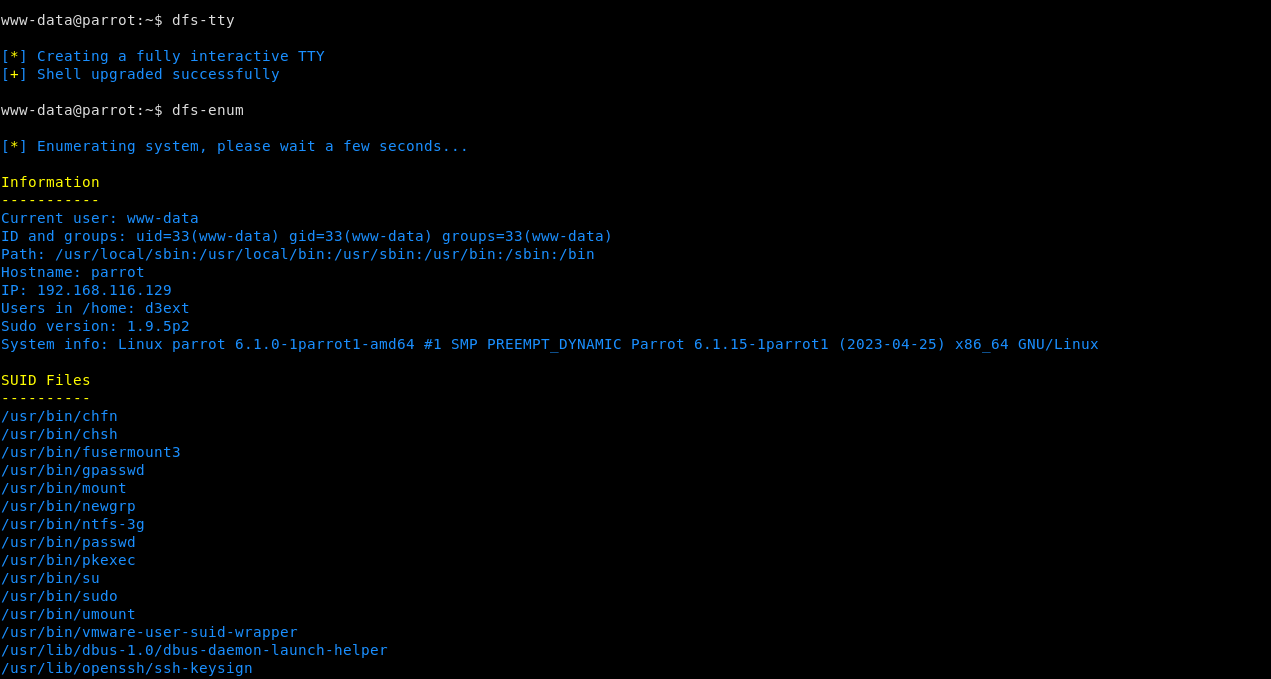 www-data@parrot:~$ dfs-tty
[*] Creating a fully interactive TTY
[+] Shell upgraded successfully
www-data@parrot:~$ dfs-enum
[*] Enumerating system, please wait a few seconds...
Information
-----------
Current user: www-data
ID and groups: uid=33(www-data) gid=33(www-data) groups=33(www-data)
Path: /usr/local/sbin:/usr/local/bin:/usr/sbin:/usr/bin:/sbin:/bin
Hostname: parrot
IP: 192.168.116.129
Users in /home: d3ext
Sudo version: 1.9.5p2
System info: Linux parrot 6.1.0-1parrot1-amd64 #1 SMP PREEMPT_DYNAMIC Parrot 6.1.15-1parrot1 (2023-04-25) x86_64 GNU/Linux
SUID Files
----------
/usr/bin/chfn
/usr/bin/chsh
/usr/bin/fusermount3
/usr/bin/gpasswd
/usr/bin/mount
/usr/bin/newgrp
/usr/bin/ntfs-3g
/usr/bin/passwd
/usr/bin/pkexec
/usr/bin/su
/usr/bin/sudo
/usr/bin/umount
/usr/bin/vmware-user-suid-wrapper
/usr/lib/dbus-1.0/dbus-daemon-launch-helper
/usr/lib/openssh/ssh-keysign